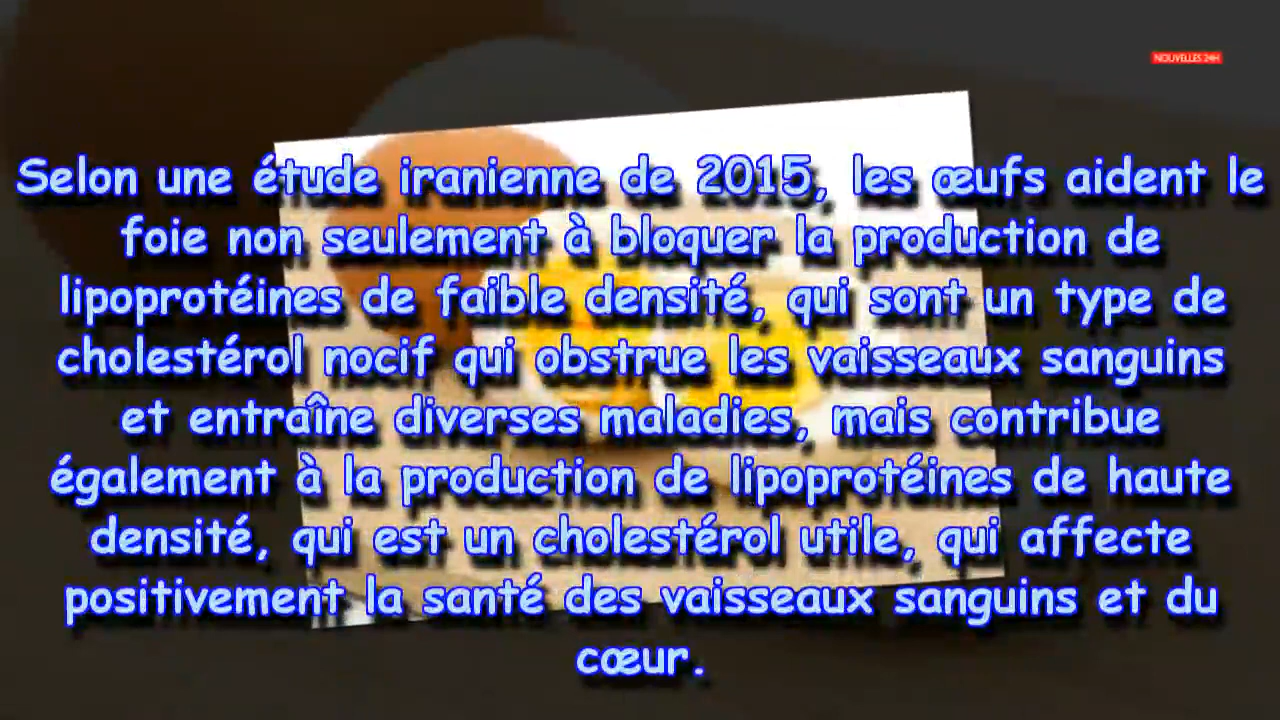 NOUVELLES 24H
Selon une étude iranienne de 2015, les œufs aident le
foie non seulement à bloquer la production de
lipoprotéines de faible densité, qui sont un type de
cholestérol nocif qui obstrue les vaisseaux sanguins
et entraîne diverses maladies, mais contribue
également à la production de lipoprotéines de haute
densité, qui est un cholestérol utile, qui affecte
positivement la santé des vaisseaux sanguins et du
cœur.